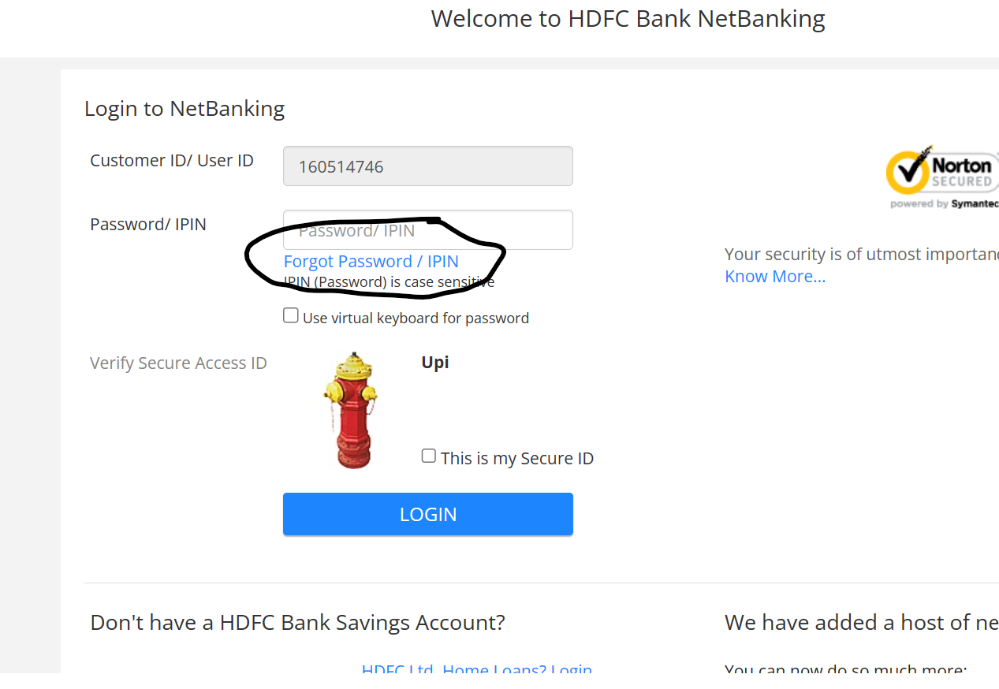 Welcome to HDFC Bank NetBanking
Login to NetBanking
Customer ID/ User ID
160514746
Norton
SECURED
powered by Symantec
Password/ IPIN
Password/ IPIN
Forgot Password / IPIN
IPIN (Password) is case sensitive
Your security is of utmost importanc
Know More...
Use virtual keyboard for password
Verify Secure Access ID
Upi
This is my Secure ID
LOGIN
Don't have a HDFC Bank Savings Account?
We have added a host of ne
HDFC Ltd. Home Loans? Login
You can now do so much more: